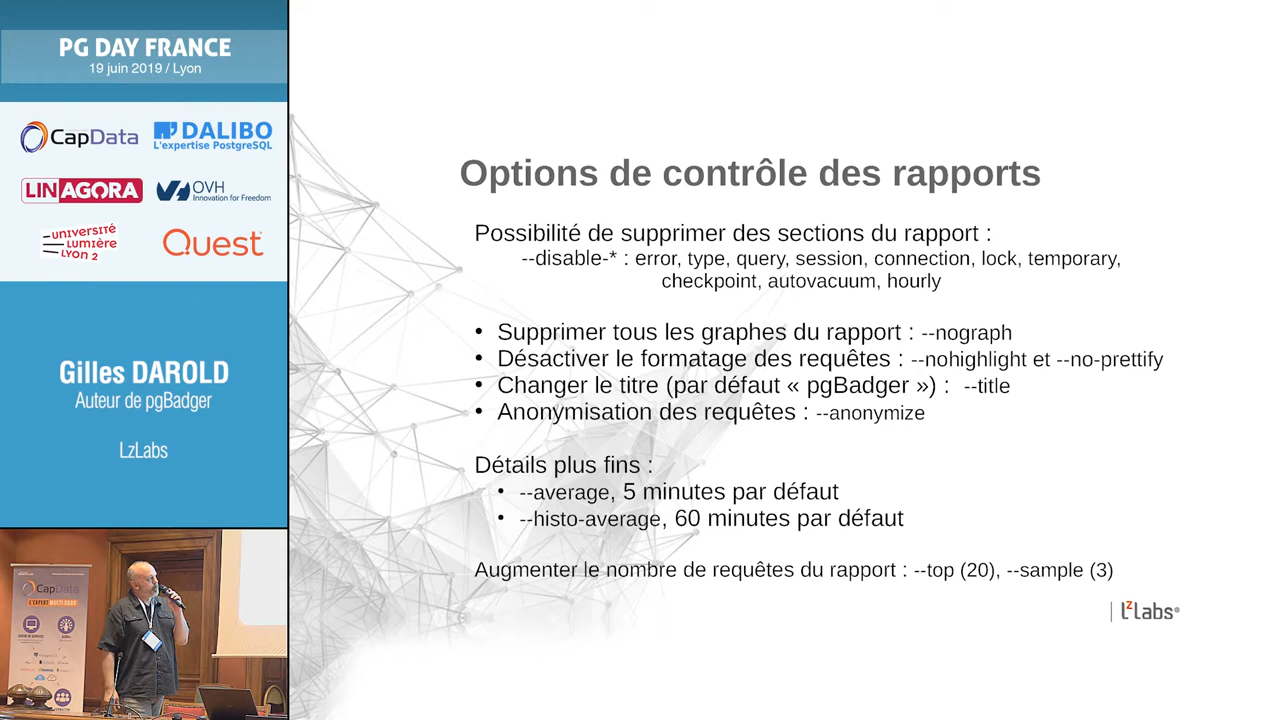 PG DAY FRANCE
19 juin 2019 / Lyon
CapData
DALIBO
L'expertise PostgreSQL
LINAGORA
OVH
Innovation for Freedom
UNIVERSITÉ
LUMIÈRE
LYON 2
Quest
Gilles DAROLD
Auteur de pgBadger
LzLabs
Options de contrôle des rapports
Possibilité de supprimer des sections du rapport :
--disable-* : error, type, query, session, connection, lock, temporary,
checkpoint, autovacuum, hourly
• Supprimer tous les graphes du rapport : --nograph
• Désactiver le formatage des requêtes : --nohighlight et --no-prettify
• Changer le titre (par défaut « pgBadger ») : --title
• Anonymisation des requêtes : --anonymize
Détails plus fins :
• --average, 5 minutes par défaut
• --histo-average, 60 minutes par défaut
Augmenter le nombre de requêtes du rapport : --top (20), --sample (3)
LzLabs®
CapData
L'EXPERT MULTI-SGBD